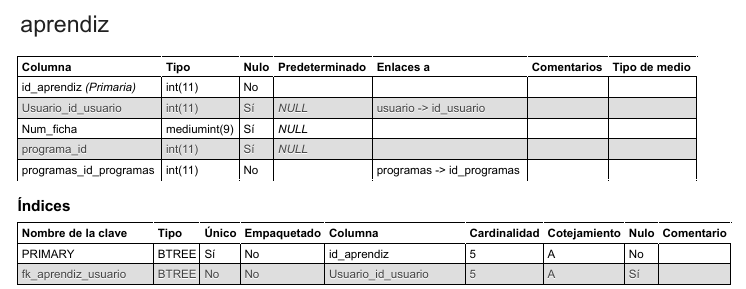 aprendiz
Columna Tipo Nulo Predeterminado Enlaces a Comentarios Tipo de medio
id_aprendiz (Primaria) int(11) No
Usuario_id_usuario int(11) Sí NULL usuario -> id_usuario
Num_ficha mediumint(9) Sí NULL
programa_id int(11) Sí NULL
programas_id_programas int(11) No programas -> id_programas
Índices
Nombre de la clave Tipo Único Empaquetado Columna Cardinalidad Cotejamiento Nulo Comentario
PRIMARY BTREE Sí No id_aprendiz 5 A No
fk_aprendiz_usuario BTREE No No Usuario_id_usuario 5 A Sí